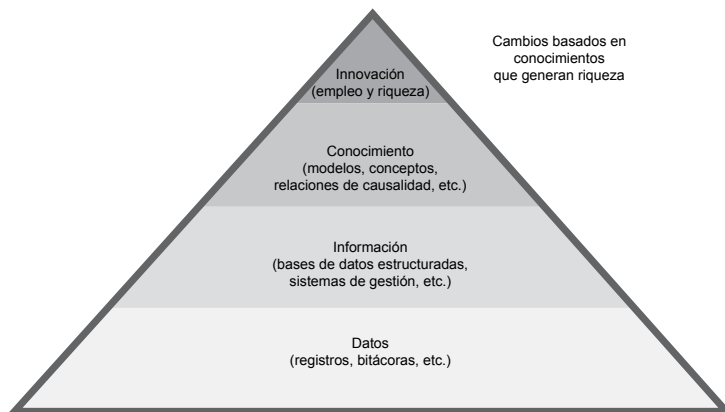 Cambios basados en
conocimientos
que generan riqueza
Innovación
(empleo y riqueza)
Conocimiento
(modelos, conceptos,
relaciones de causalidad, etc.)
Información
(bases de datos estructuradas,
sistemas de gestión, etc.)
Datos
(registros, bitácoras, etc.)